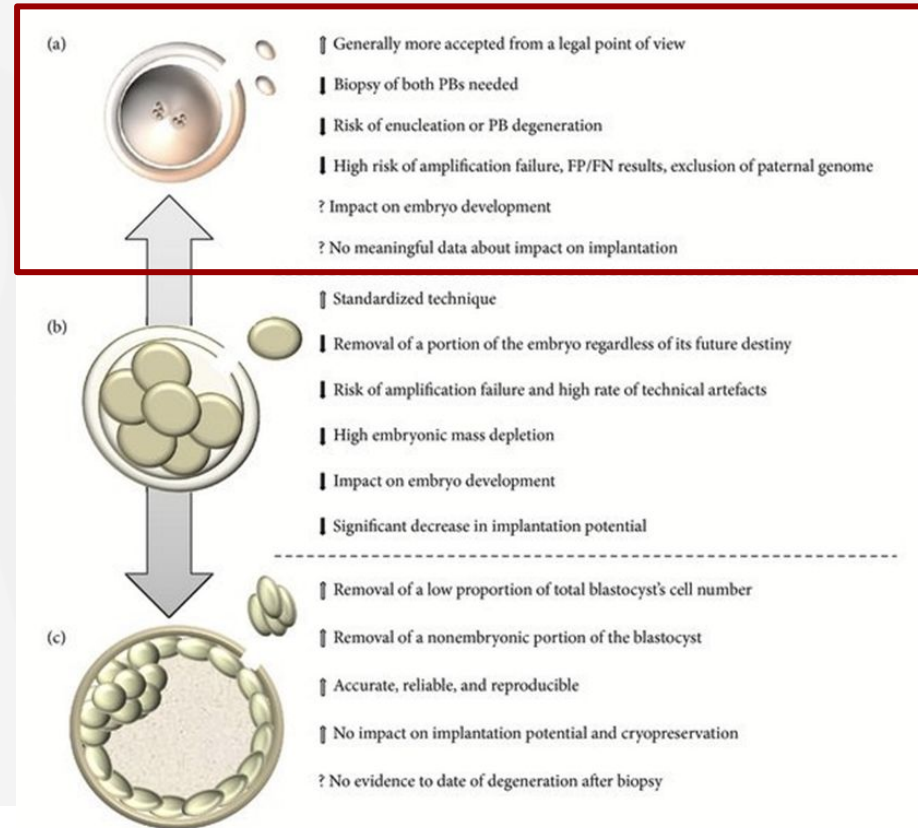 (a)
⇑ Generally more accepted from a legal point of view
⬇ Biopsy of both PBs needed
⬇ Risk of enucleation or PB degeneration
⬇ High risk of amplification failure, FP/FN results, exclusion of paternal genome
? Impact on embryo development
? No meaningful data about impact on implantation
(b)
⇑ Standardized technique
⬇ Removal of a portion of the embryo regardless of its future destiny
⬇ Risk of amplification failure and high rate of technical artefacts
⬇ High embryonic mass depletion
⬇ Impact on embryo development
⬇ Significant decrease in implantation potential
(c)
⇑ Removal of a low proportion of total blastocyst's cell number
⇑ Removal of a nonembryonic portion of the blastocyst
⇑ Accurate, reliable, and reproducible
⇑ No impact on implantation potential and cryopreservation
? No evidence to date of degeneration after biopsy